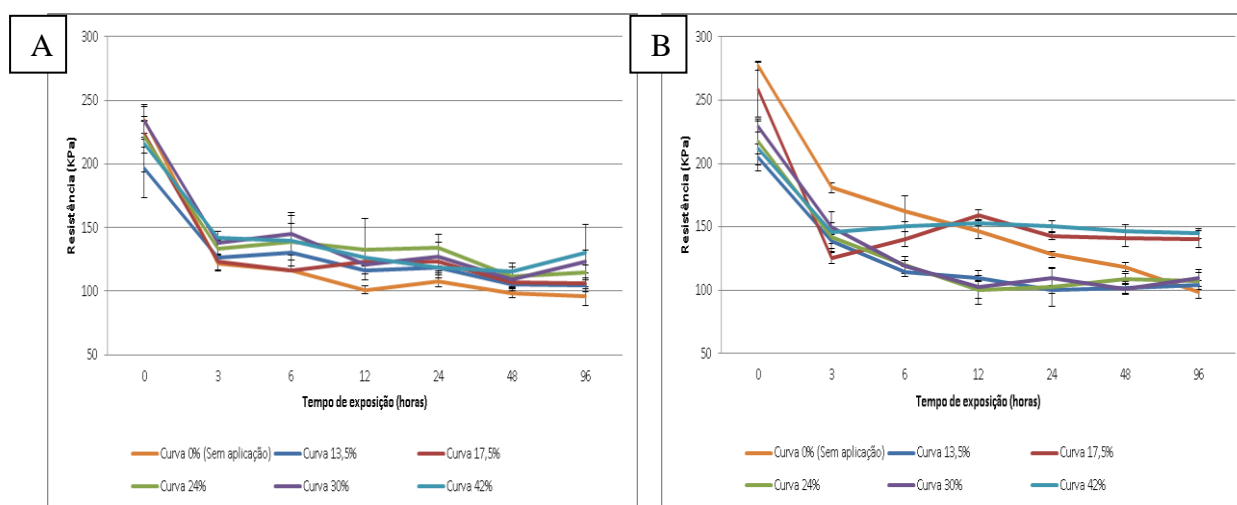 A
300
250
200
150
100
50
Resistência (KPa)
0 3 6 12 24 48 96
Tempo de exposição (horas)
Curva 0% (Sem aplicação) Curva 13,5% Curva 17,5%
Curva 24% Curva 30% Curva 42%
B
300
250
200
150
100
50
Resistência (KPa)
0 3 6 12 24 48 96
Tempo de exposição (horas)
Curva 0% (Sem aplicação) Curva 13,5% Curva 17,5%
Curva 24% Curva 30% Curva 42%